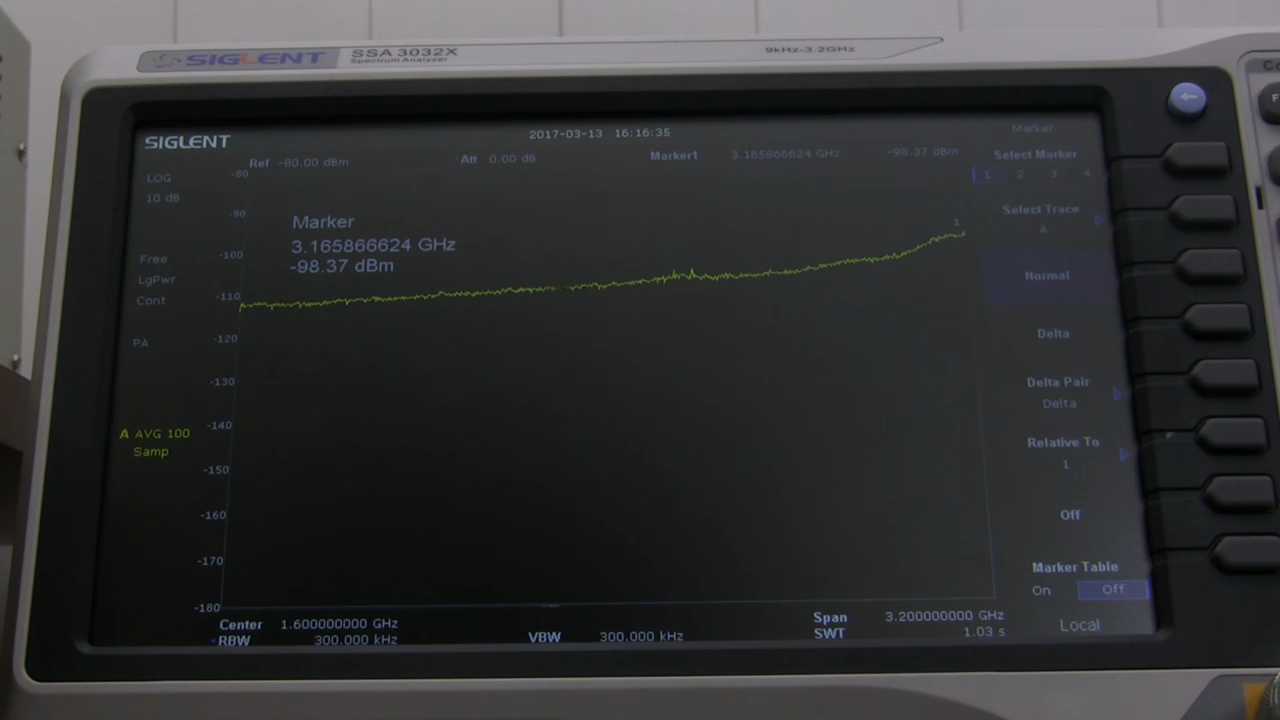 SIGLENT SSA 3032X 9kHz-3.2GHz
Spectrum Analyzer
SIGLENT 2017-03-13 16:16:35 Marker
Ref -80.00 dBm Att 0.00 dB Marker1 3.165866624 GHz -98.37 dBm Select Marker
1 2 3 4
LOG
10 dB
-80
-90
-100
-110
-120
-130
-140
-150
-160
-170
-180
Marker
3.165866624 GHz
-98.37 dBm
1
Free
LgPwr
Cont
PA
A AVG 100
Samp
Select Trace
A
Normal
Delta
Delta Pair
Delta
Relative To
1
Off
Marker Table
On Off
Local
Center 1.600000000 GHz Span 3.200000000 GHz
RBW 300.000 kHz VBW 300.000 kHz SWT 1.03 s